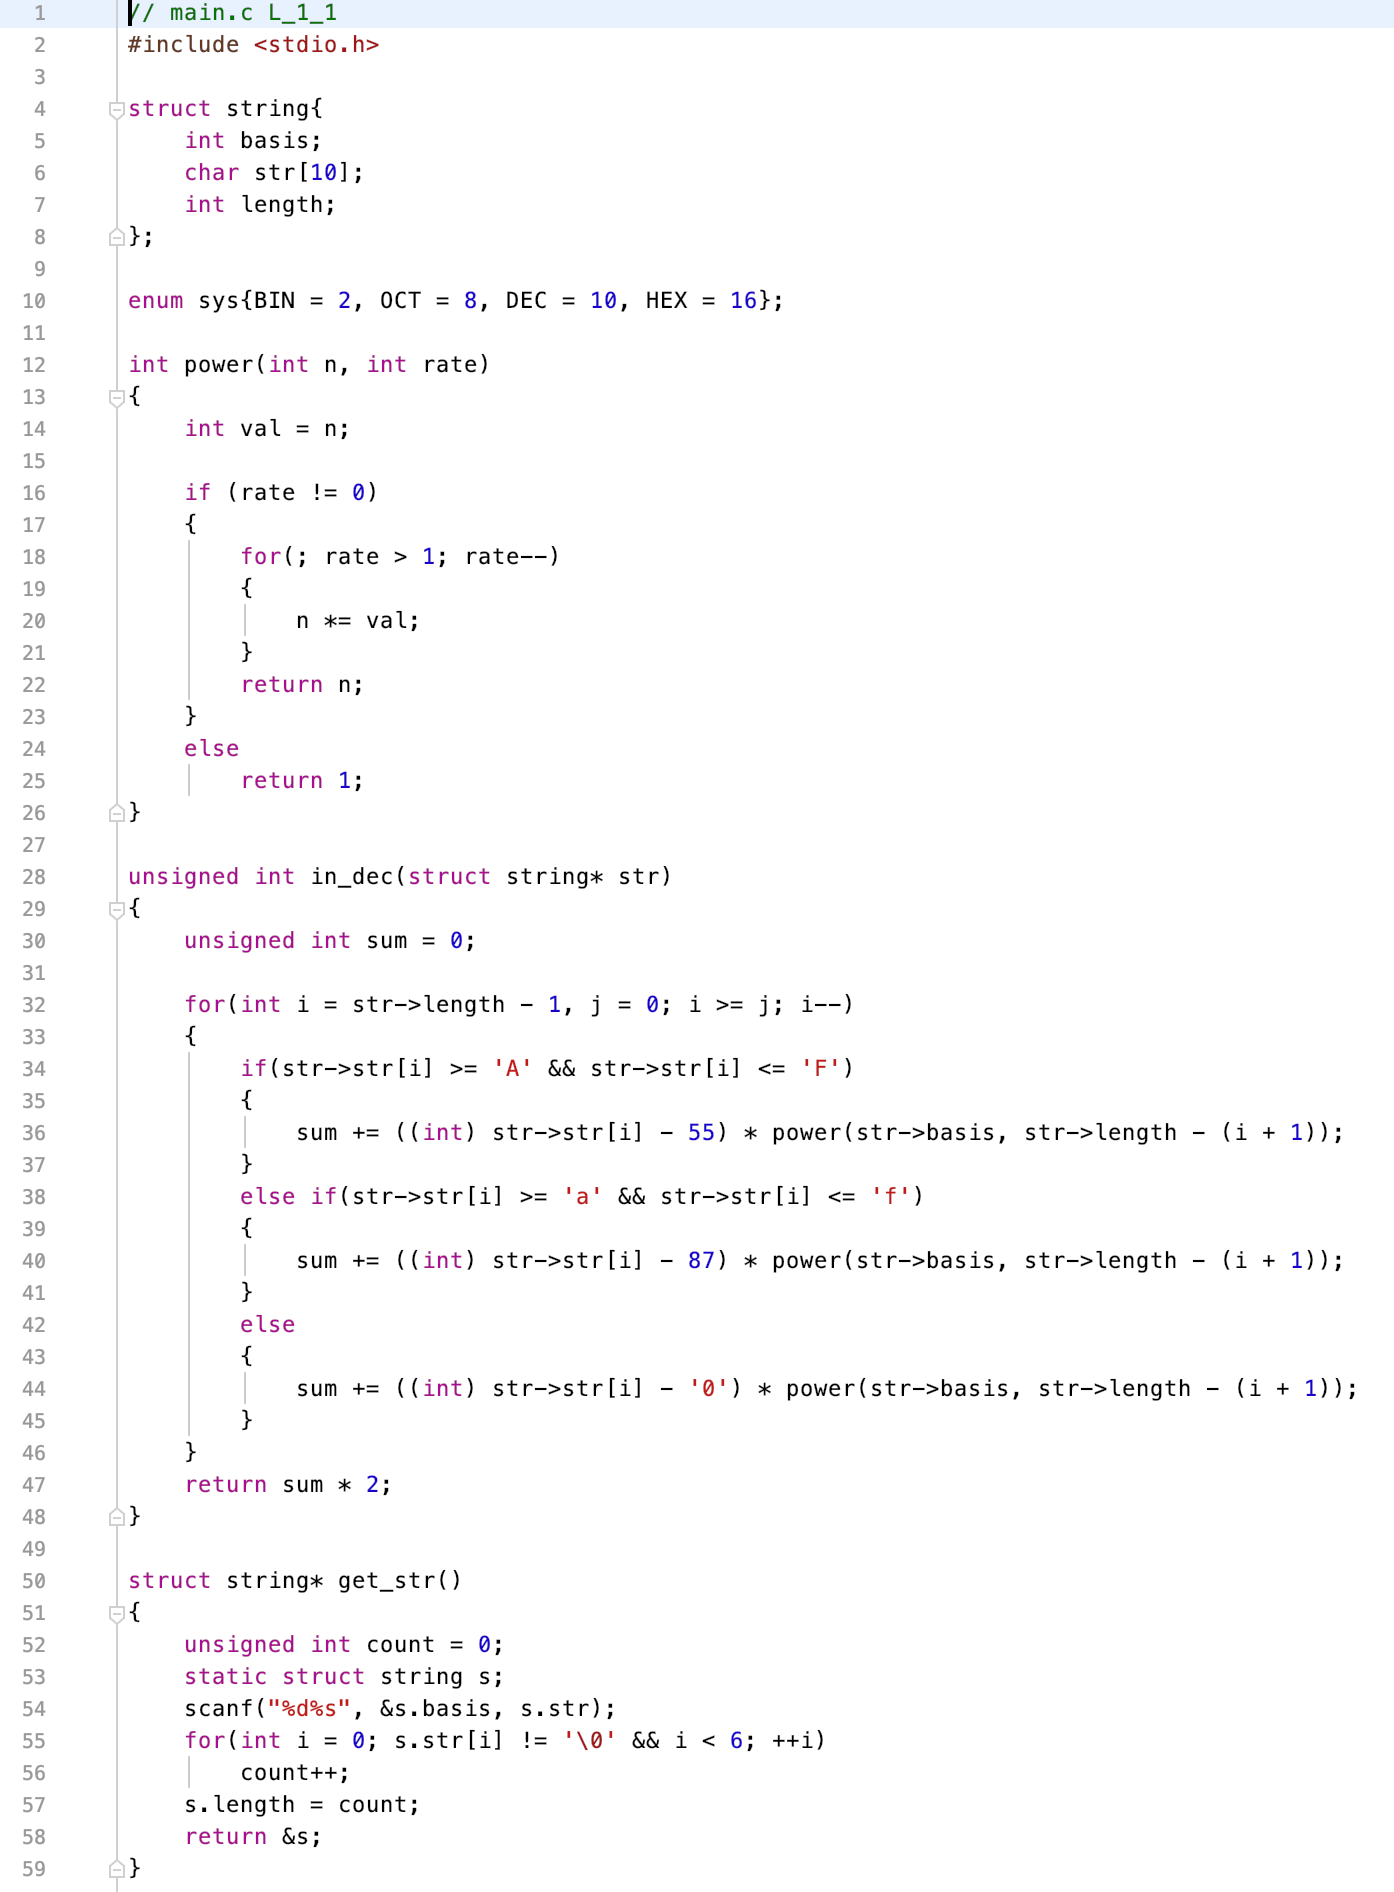 1 // main.c L_1_1
2 #include <stdio.h>
3
4 struct string{
5     int basis;
6     char str[10];
7     int length;
8 };
9
10 enum sys{BIN = 2, OCT = 8, DEC = 10, HEX = 16};
11
12 int power(int n, int rate)
13 {
14     int val = n;
15
16     if (rate != 0)
17     {
18         for(; rate > 1; rate--)
19         {
20             n *= val;
21         }
22         return n;
23     }
24     else
25         return 1;
26 }
27
28 unsigned int in_dec(struct string* str)
29 {
30     unsigned int sum = 0;
31
32     for(int i = str->length - 1, j = 0; i >= j; i--)
33     {
34         if(str->str[i] >= 'A' && str->str[i] <= 'F')
35         {
36             sum += ((int) str->str[i] - 55) * power(str->basis, str->length - (i + 1));
37         }
38         else if(str->str[i] >= 'a' && str->str[i] <= 'f')
39         {
40             sum += ((int) str->str[i] - 87) * power(str->basis, str->length - (i + 1));
41         }
42         else
43         {
44             sum += ((int) str->str[i] - '0') * power(str->basis, str->length - (i + 1));
45         }
46     }
47     return sum * 2;
48 }
49
50 struct string* get_str()
51 {
52     unsigned int count = 0;
53     static struct string s;
54     scanf("%d%s", &s.basis, s.str);
55     for(int i = 0; s.str[i] != '\0' && i < 6; ++i)
56         count++;
57     s.length = count;
58     return &s;
59 }